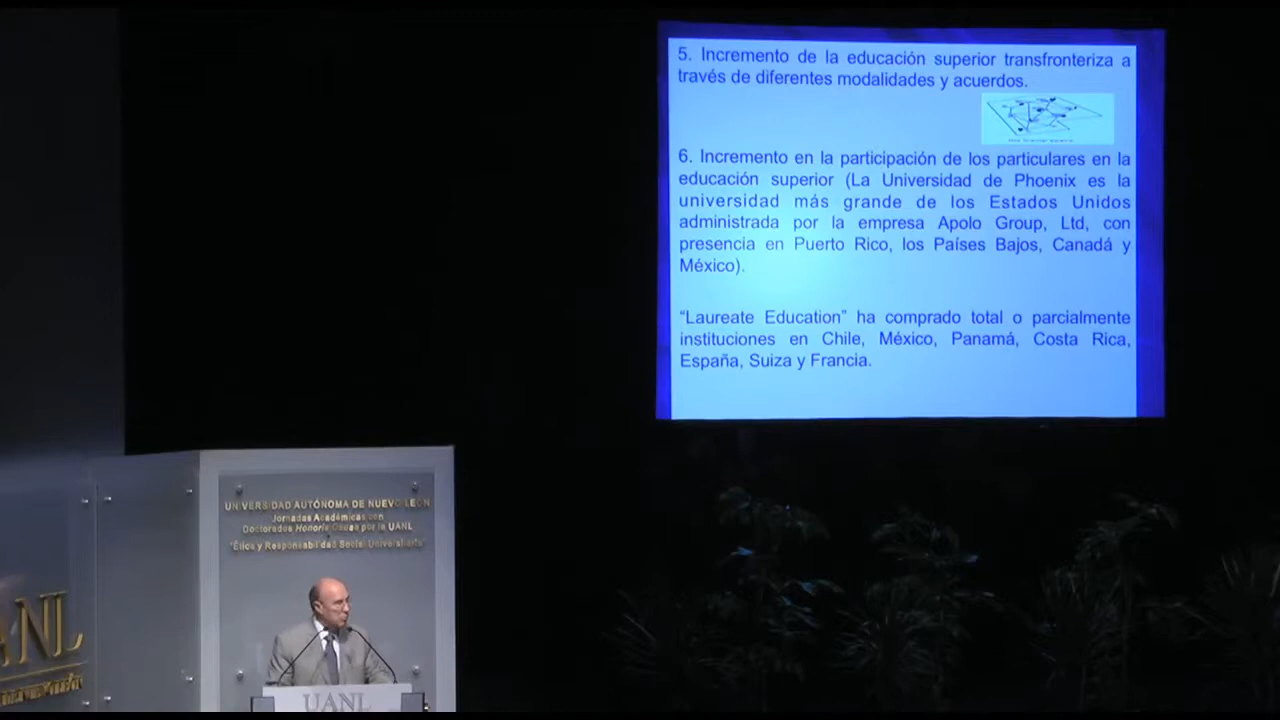 5. Incremento de la educación superior transfronteriza a
través de diferentes modalidades y acuerdos.
6. Incremento en la participación de los particulares en la
educación superior (La Universidad de Phoenix es la
universidad más grande de los Estados Unidos
administrada por la empresa Apolo Group, Ltd, con
presencia en Puerto Rico, los Países Bajos, Canadá y
México).
“Laureate Education” ha comprado total o parcialmente
instituciones en Chile, México, Panamá, Costa Rica,
España, Suiza y Francia.
UNIVERSIDAD AUTÓNOMA DE NUEVO LEÓN
Jornadas Académicas con
Doctorados Honoris Causa por la UANL
"Ética y Responsabilidad Social Universitaria"
UANL
UANL